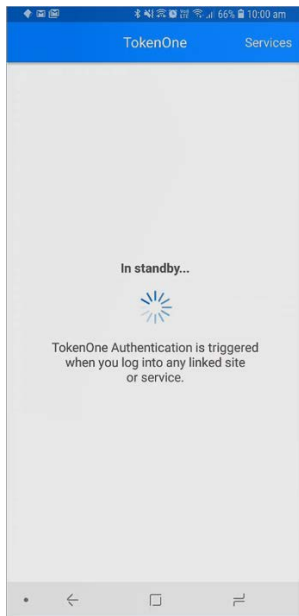 66% 10:00 am
TokenOne Services
In standby...
TokenOne Authentication is triggered
when you log into any linked site
or service.